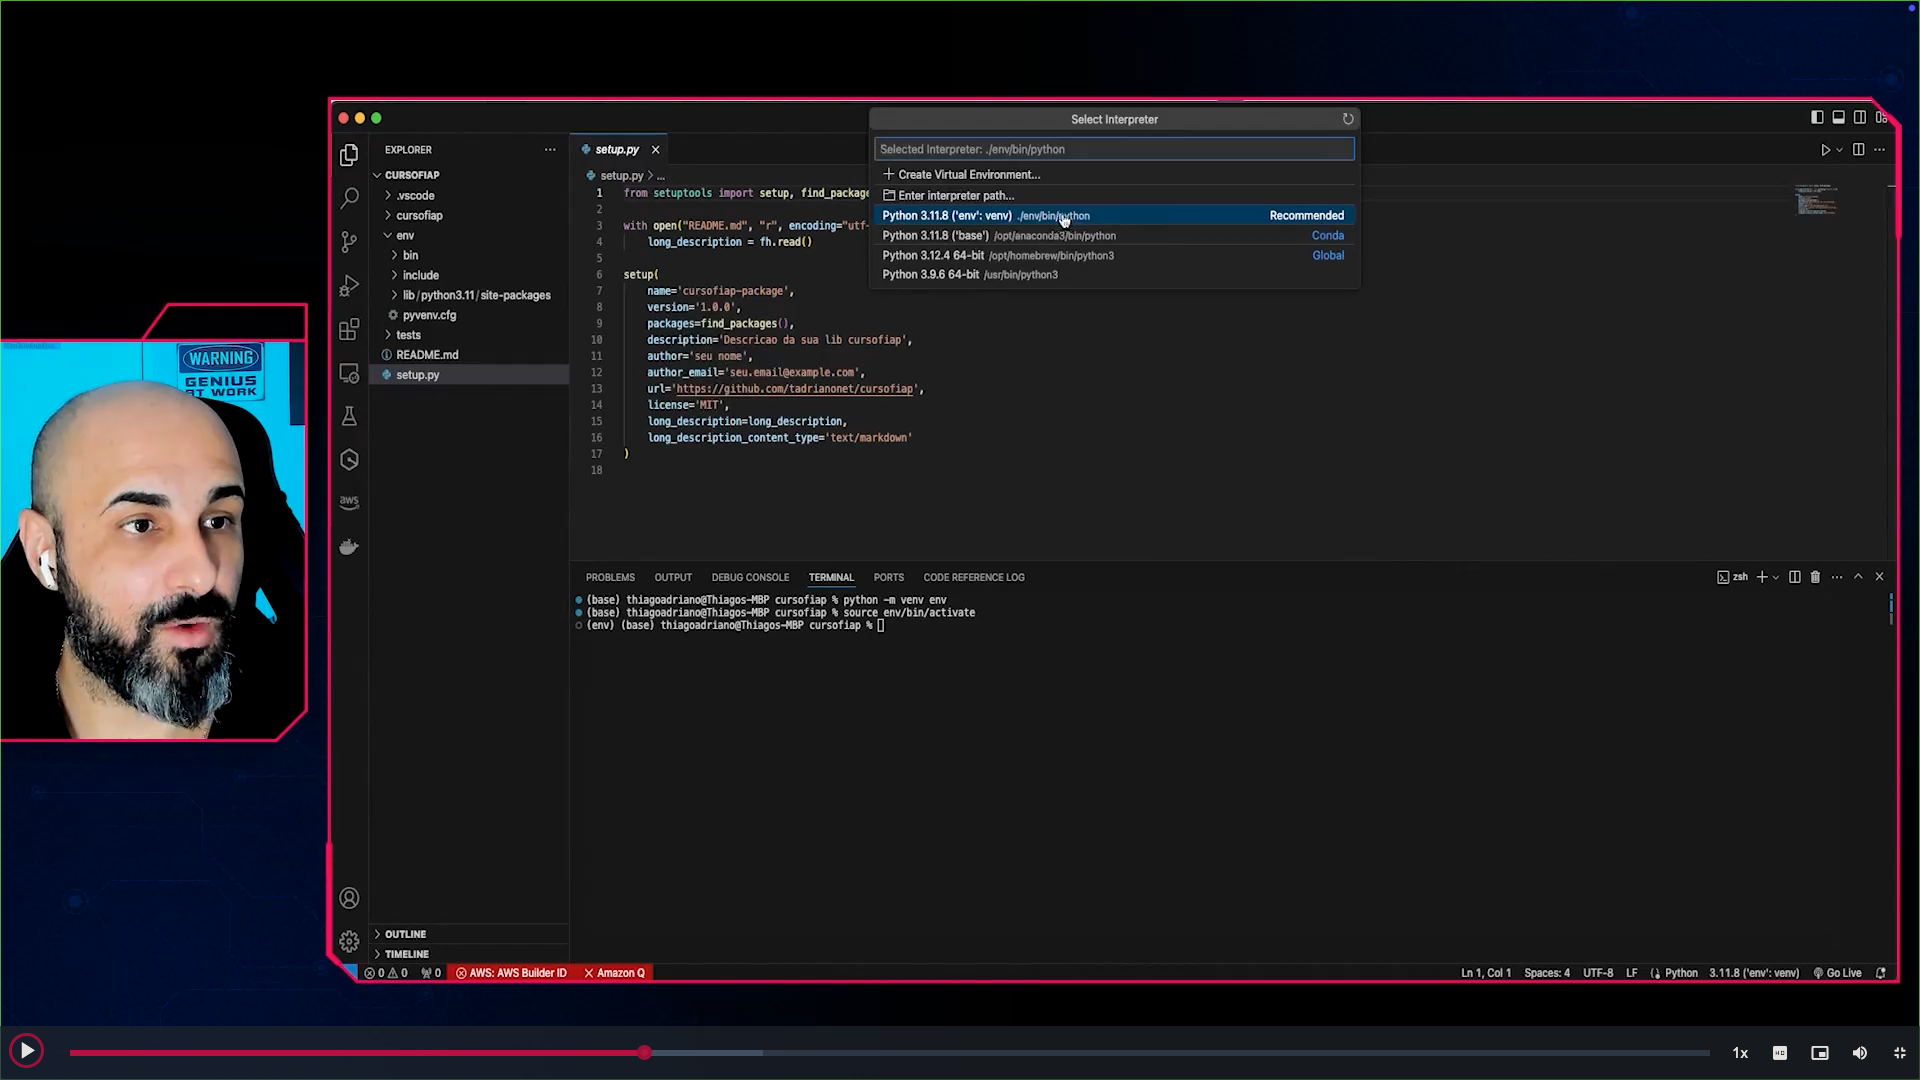 WARNING
GENIUS
AT WORK
Select Interpreter
Selected Interpreter: ./env/bin/python
Create Virtual Environment...
Enter interpreter path...
Python 3.11.8 ('env': venv) ./env/bin/python Recommended
Python 3.11.8 ('base') /opt/anaconda3/bin/python Conda
Python 3.12.4 64-bit /opt/homebrew/bin/python3 Global
Python 3.9.6 64-bit /usr/bin/python3
EXPLORER
CURSOFIAP
.vscode
cursofiap
env
bin
include
lib / python3.11 / site-packages
pyvenv.cfg
tests
README.md
setup.py
OUTLINE
TIMELINE
aws
setup.py
setup.py > ...
1 from setuptools import setup, find_package
2
3 with open("README.md", "r", encoding="utf-
4 long_description = fh.read()
5
6 setup(
7 name='cursofiap-package',
8 version='1.0.0',
9 packages=find_packages(),
10 description='Descricao da sua lib cursofiap',
11 author='seu nome',
12 author_email='seu.email@example.com',
13 url='https://github.com/tadrianonet/cursofiap',
14 license='MIT',
15 long_description=long_description,
16 long_description_content_type='text/markdown'
17 )
18
PROBLEMS OUTPUT DEBUG CONSOLE TERMINAL PORTS CODE REFERENCE LOG
zsh
(base) thiagoadriano@Thiagos-MBP cursofiap % python -m venv env
(base) thiagoadriano@Thiagos-MBP cursofiap % source env/bin/activate
(env) (base) thiagoadriano@Thiagos-MBP cursofiap %
0 0 0 AWS: AWS Builder ID Amazon Q
Ln 1, Col 1 Spaces: 4 UTF-8 LF Python 3.11.8 ('env': venv) Go Live
1x
HD